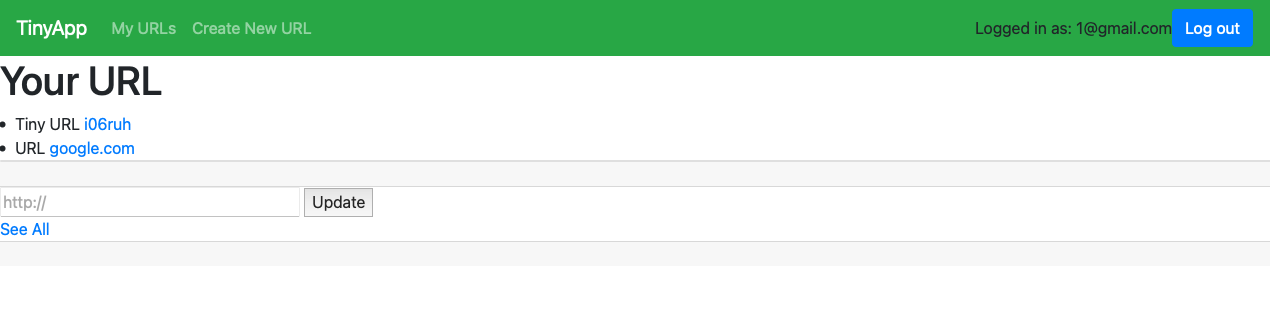 TinyApp My URLs Create New URL Logged in as: 1@gmail.com Log out
Your URL
Tiny URL i06ruh
URL google.com
http:// Update
See All